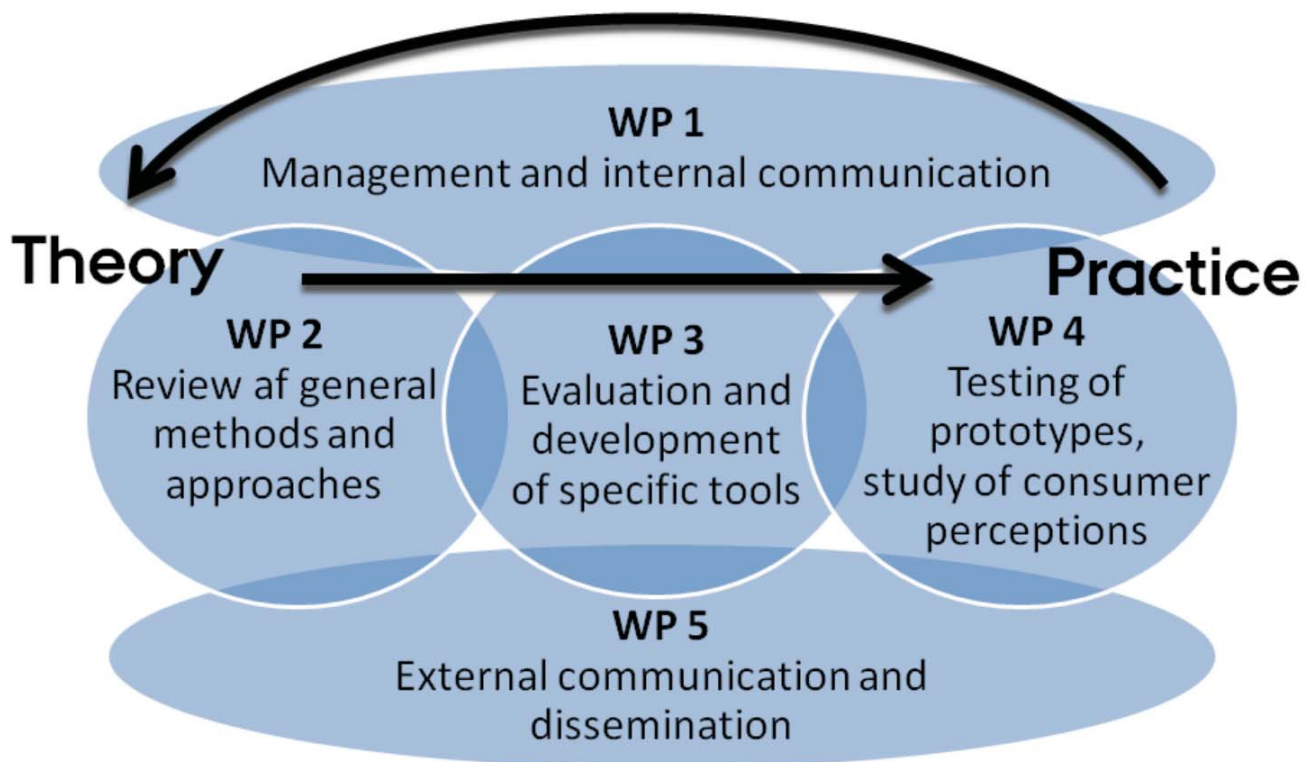 WP 1
Management and internal communication
Theory
Practice
WP 2
Review af general
methods and
approaches
WP 3
Evaluation and
development
of specific tools
WP 4
Testing of
prototypes,
study of consumer
perceptions
WP 5
External communication and
dissemination